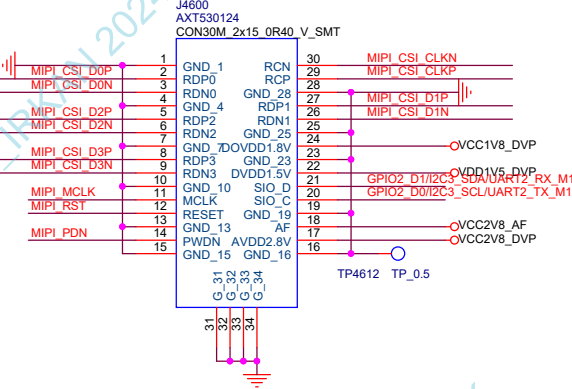 J4600
AXT530124
CON30M_2x15_0R40_V_SMT
1 GND_1 RCN 30 MIPI_CSI_CLKN
MIPI_CSI_D0P 2 RDP0 RCP 29 MIPI_CSI_CLKP
MIPI_CSI_D0N 3 RDN0 GND_28 28
4 GND_4 RDP1 27 MIPI_CSI_D1P
MIPI_CSI_D2P 5 RDP2 RDN1 26 MIPI_CSI_D1N
MIPI_CSI_D2N 6 RDN2 GND_25 25
7 GND_7 DOVDD1.8V 24 VCC1V8_DVP
MIPI_CSI_D3P 8 RDP3 GND_23 23
MIPI_CSI_D3N 9 RDN3 DVDD1.5V 22 VDD1V5_DVP
10 GND_10 SIO_D 21 GPIO2_D1/I2C3_SDA/UART2_RX_M1
MIPI_MCLK 11 MCLK SIO_C 20 GPIO2_D0/I2C3_SCL/UART2_TX_M1
MIPI_RST 12 RESET GND_19 19
13 GND_13 AF 18 VCC2V8_AF
MIPI_PDN 14 PWDN AVDD2.8V 17 VCC2V8_DVP
15 GND_15 GND_16 16
TP4612 TP_0.5
G_31 G_32 G_33 G_34
31 32 33 34